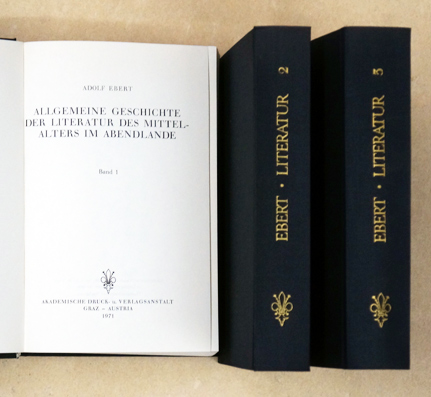 ADOLF EBERT
ALLGEMEINE GESCHICHTE
DER LITERATUR DES MITTEL-
ALTERS IM ABENDLANDE
Band 1
AKADEMISCHE DRUCK- u. VERLAGSANSTALT
GRAZ – AUSTRIA
1971
EBERT · LITERATUR 2
EBERT · LITERATUR 3